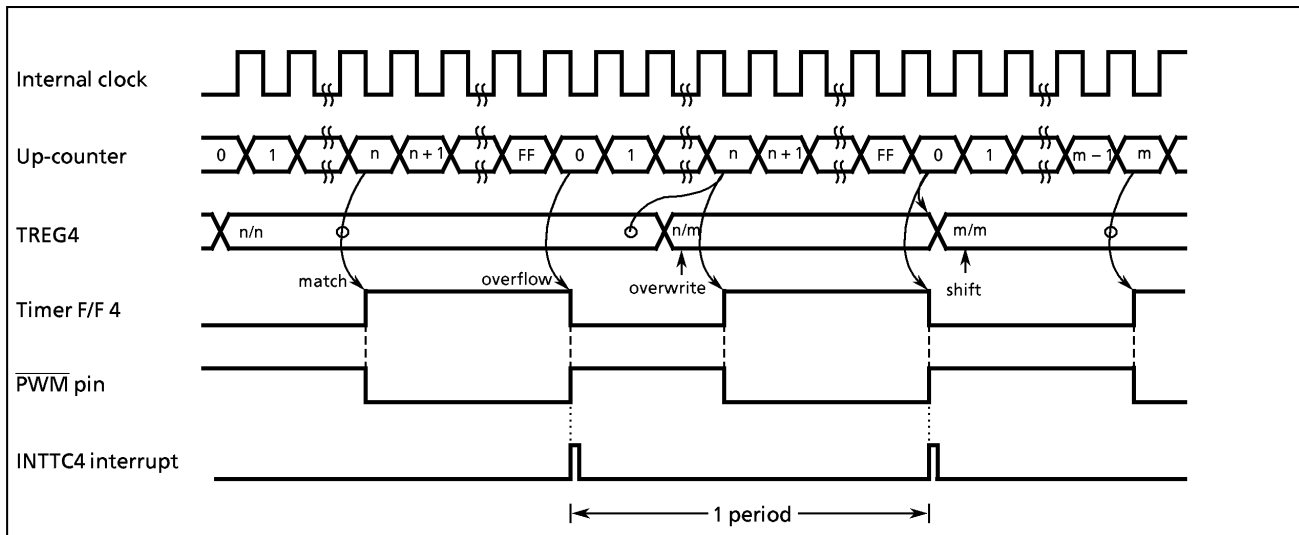 Internal clock
Up-counter
0 1 n n + 1 FF 0 1 n n + 1 FF 0 1 m − 1 m
TREG4
n/n n/m m/m
match overflow overwrite shift
Timer F/F 4
PWM pin
INTTC4 interrupt
1 period